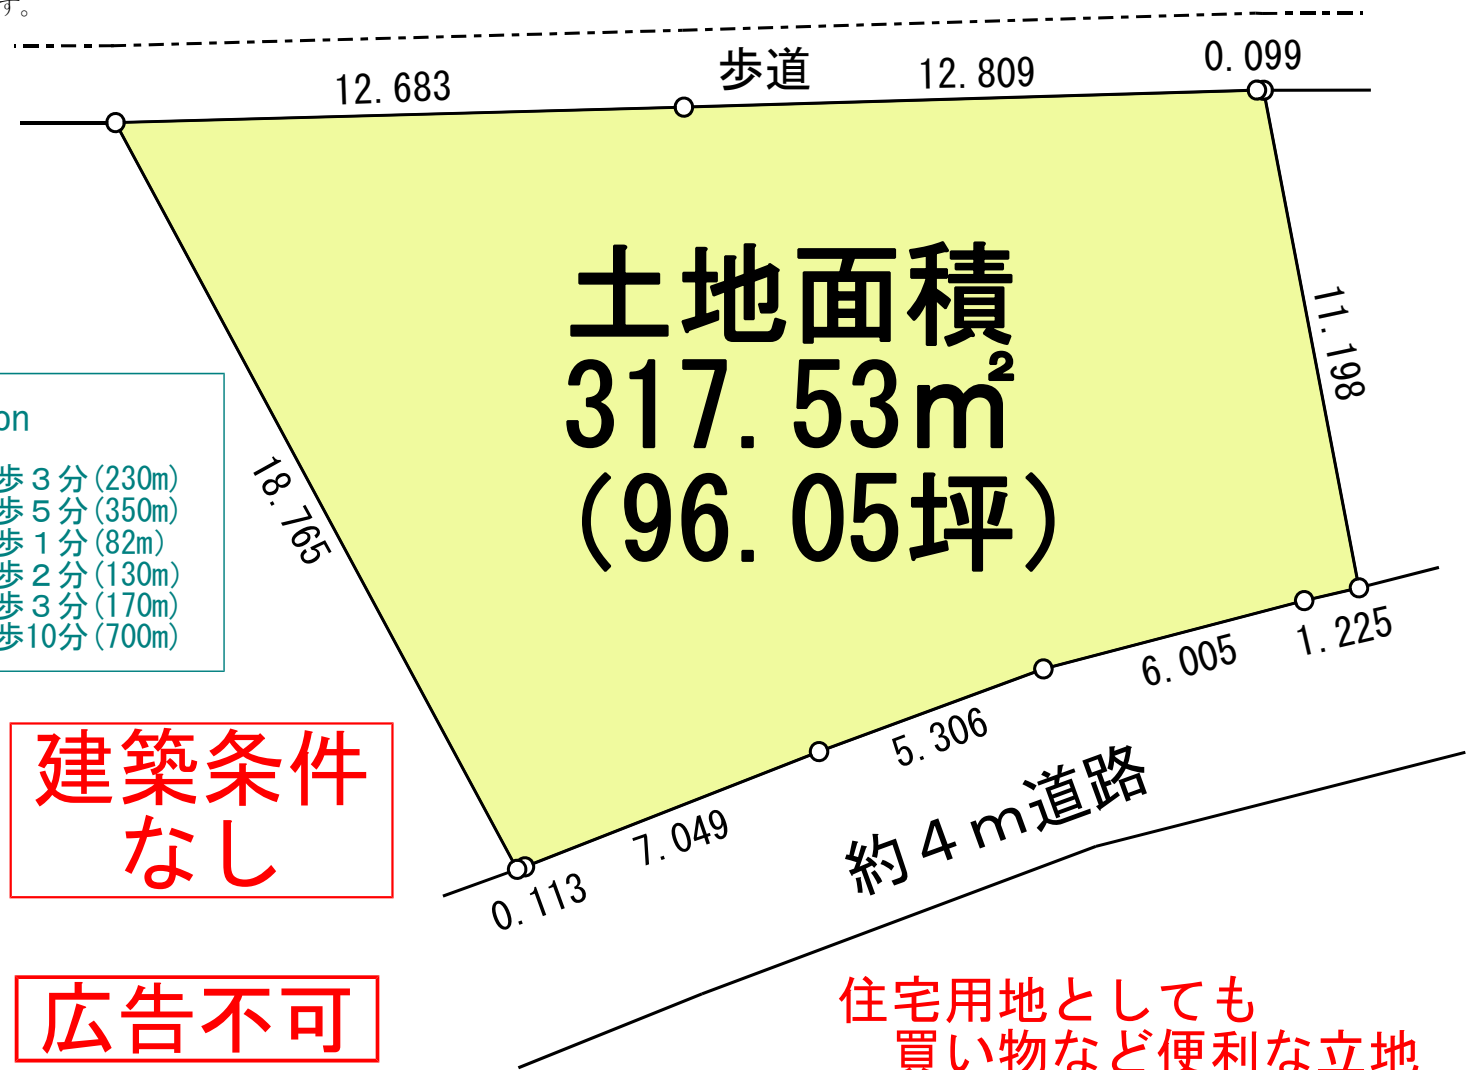 す。
歩道
12.683
12.809
0.099
土地面積
317.53㎡
(96.05坪)
11.198
18.765
on
歩３分(230m)
歩５分(350m)
歩１分(82m)
歩２分(130m)
歩３分(170m)
歩10分(700m)
1.225
6.005
5.306
7.049
0.113
約４ｍ道路
建築条件
なし
広告不可
住宅用地としても
買い物など便利な立地